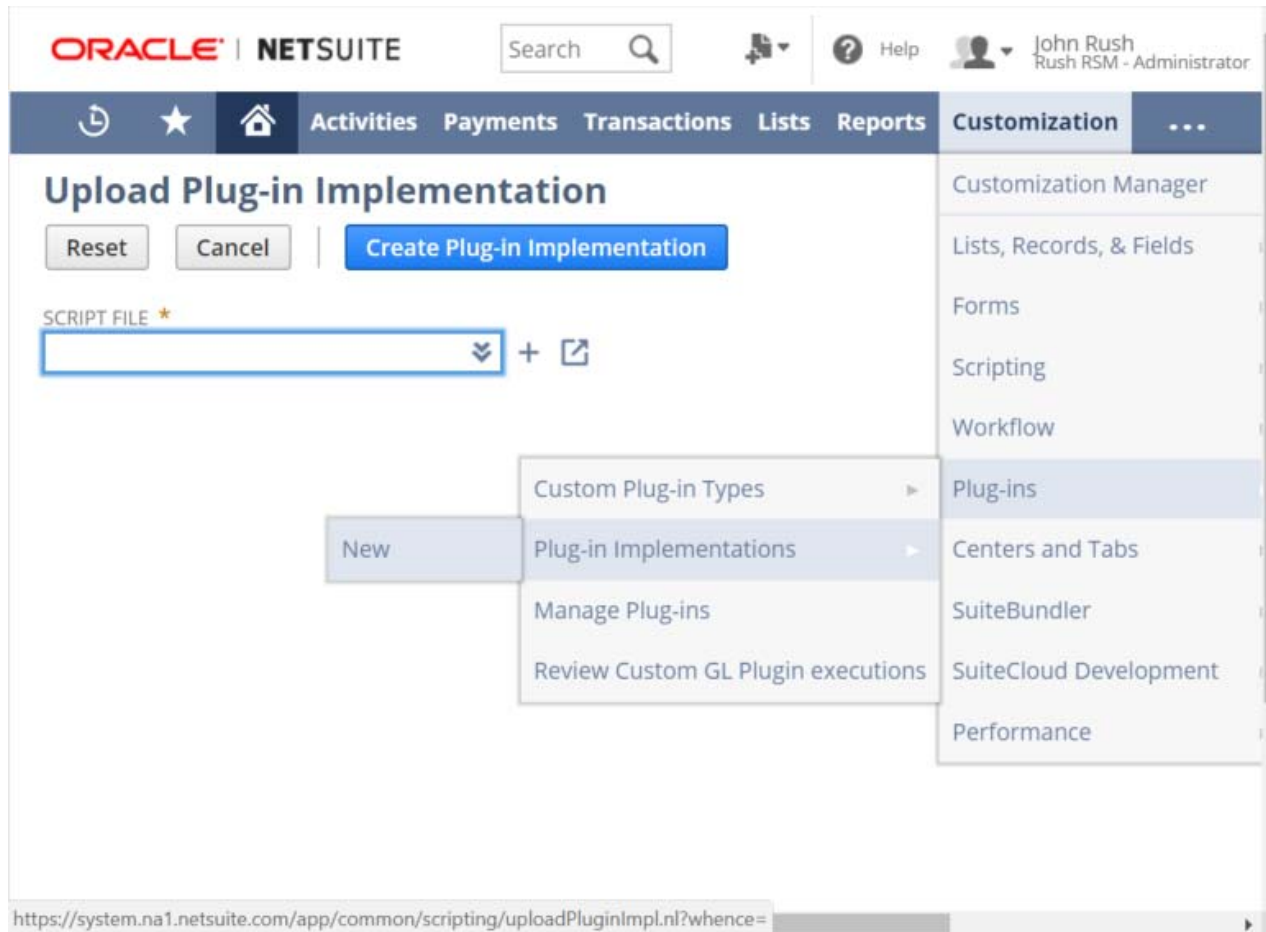 ORACLE | NETSUITE Search Help John Rush
Rush RSM - Administrator
Activities Payments Transactions Lists Reports Customization ...
Upload Plug-in Implementation
Reset Cancel Create Plug-in Implementation
SCRIPT FILE *
Customization Manager
Lists, Records, & Fields
Forms
Scripting
Workflow
Plug-ins
Centers and Tabs
SuiteBundler
SuiteCloud Development
Performance
Custom Plug-in Types
Plug-in Implementations
Manage Plug-ins
Review Custom GL Plugin executions
New
https://system.na1.netsuite.com/app/common/scripting/uploadPluginImpl.nl?whence=